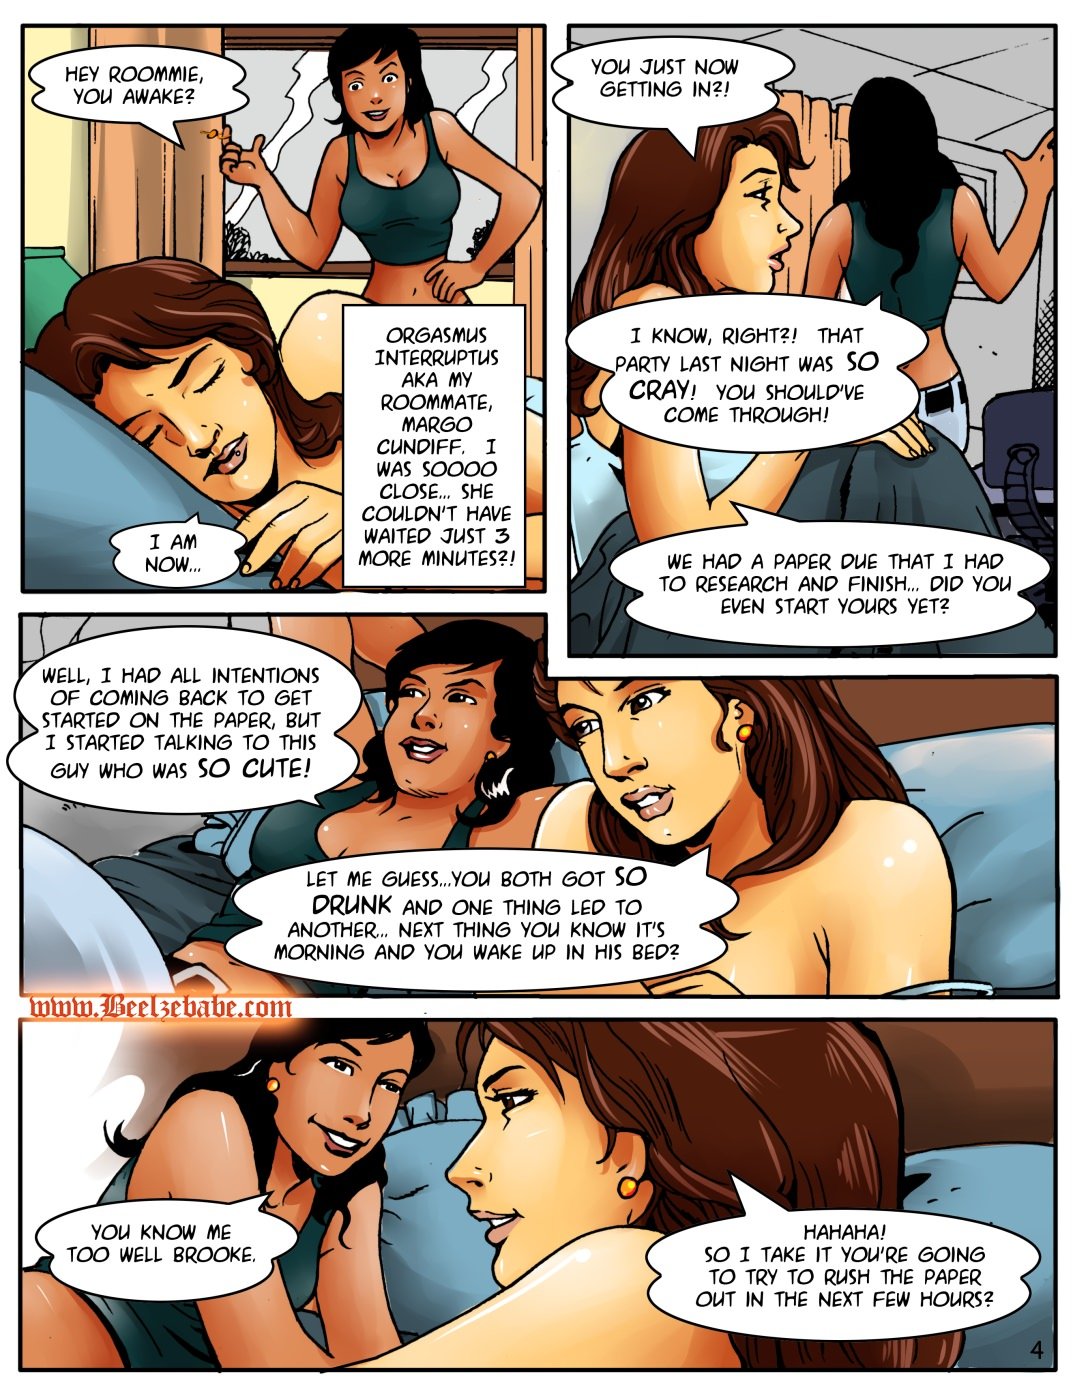 HEY ROOMMIE,
YOU AWAKE?
ORGASMUS
INTERRUPTUS
AKA MY
ROOMMATE,
MARGO
CUNDIFF. I
WAS SOOOO
CLOSE... SHE
COULDN'T HAVE
WAITED JUST 3
MORE MINUTES?!
I AM
NOW...
YOU JUST NOW
GETTING IN?!
I KNOW, RIGHT?! THAT
PARTY LAST NIGHT WAS SO
CRAY! YOU SHOULD'VE
COME THROUGH!
WE HAD A PAPER DUE THAT I HAD
TO RESEARCH AND FINISH... DID YOU
EVEN START YOURS YET?
WELL, I HAD ALL INTENTIONS
OF COMING BACK TO GET
STARTED ON THE PAPER, BUT
I STARTED TALKING TO THIS
GUY WHO WAS SO CUTE!
LET ME GUESS...YOU BOTH GOT SO
DRUNK AND ONE THING LED TO
ANOTHER... NEXT THING YOU KNOW IT'S
MORNING AND YOU WAKE UP IN HIS BED?
www.Beelzebabe.com
YOU KNOW ME
TOO WELL BROOKE.
HAHAHA!
SO I TAKE IT YOU'RE GOING
TO TRY TO RUSH THE PAPER
OUT IN THE NEXT FEW HOURS?
4